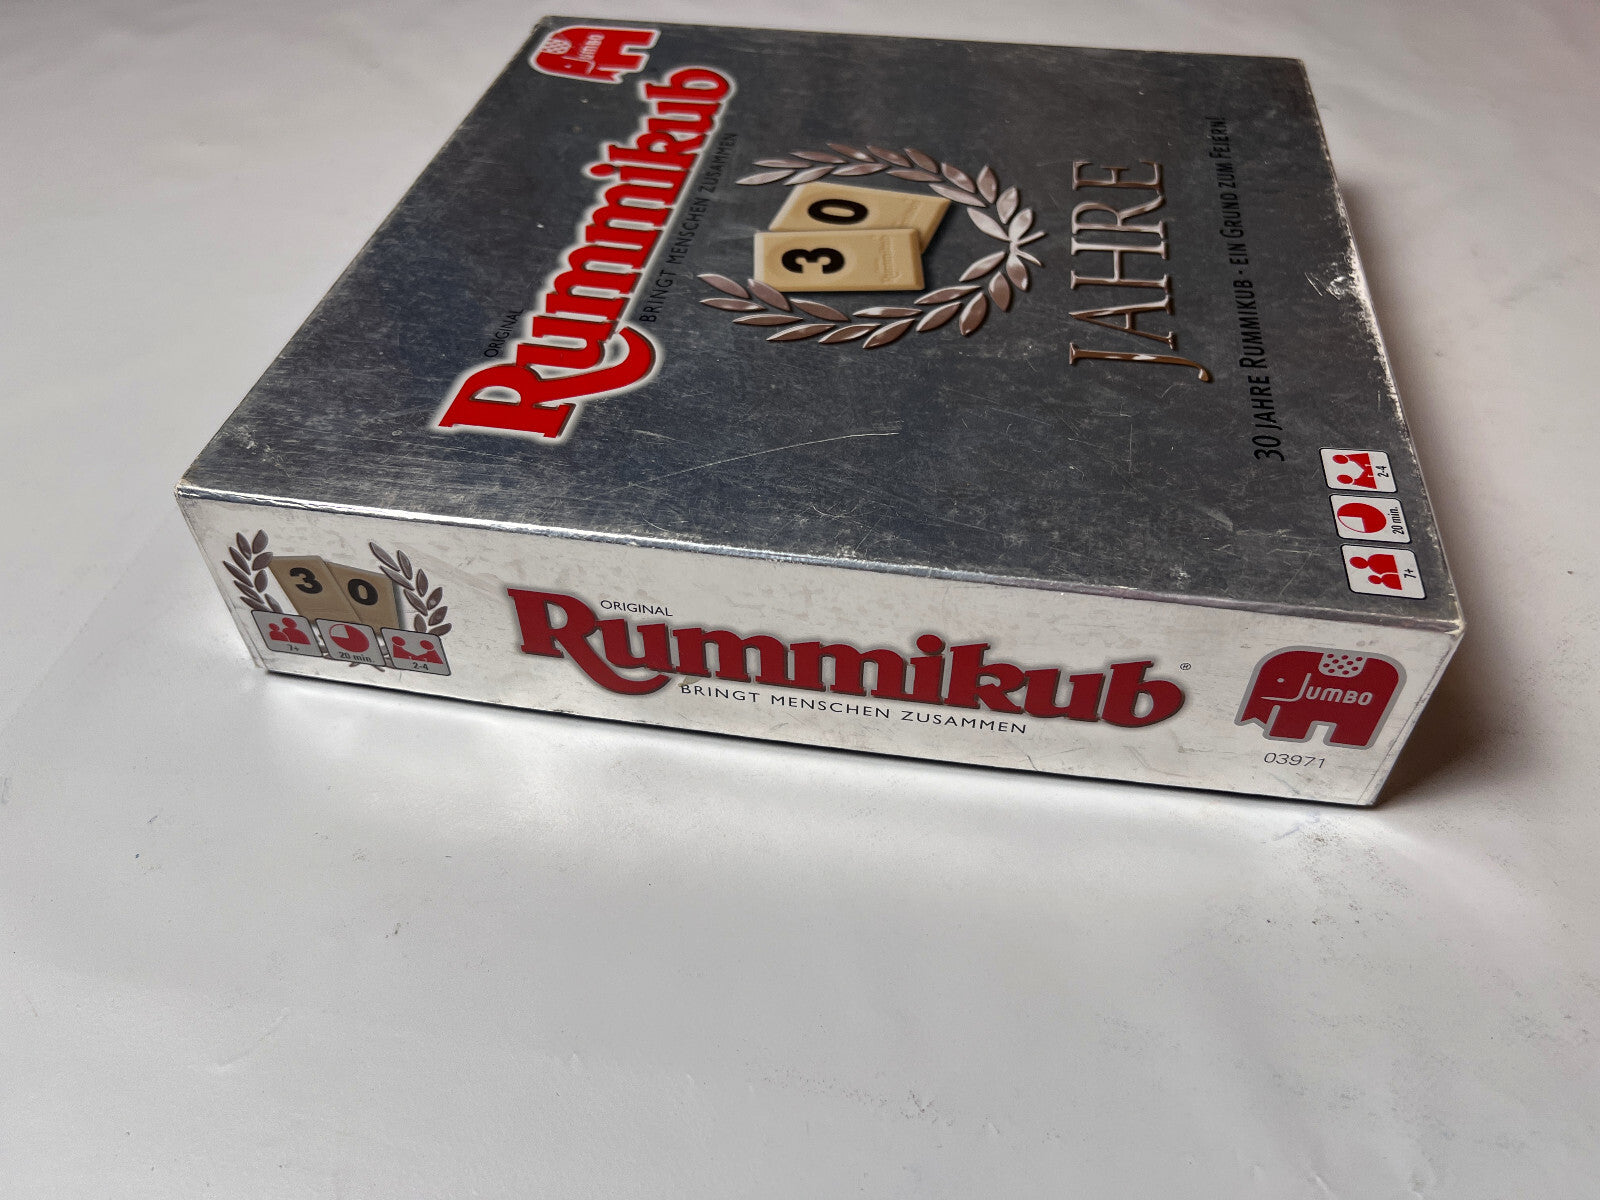 JUMBO
ORIGINAL
Rummikub
BRINGT MENSCHEN ZUSAMMEN
3 0
JAHRE
30 JAHRE RUMMIKUB · EIN GRUND ZUM FEIERN!
7+ 20 min. 2-4
3 0
7+ 20 min. 2-4
ORIGINAL
Rummikub®
BRINGT MENSCHEN ZUSAMMEN
JUMBO
03971